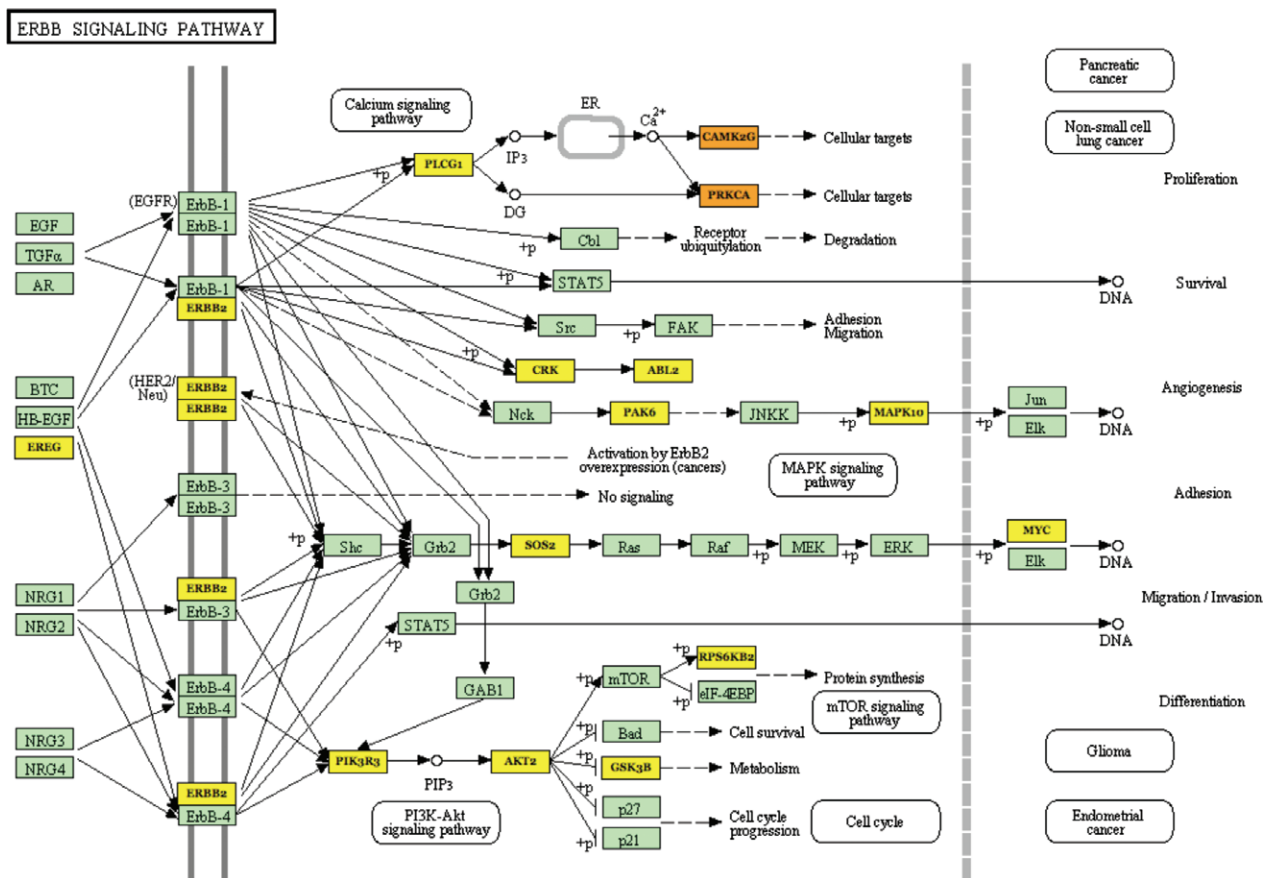 ERBB SIGNALING PATHWAY
Pancreatic
cancer
Calcium signaling
pathway
ER
Ca2+
Non-small cell
lung cancer
CAMK2G
Cellular targets
IP3
PLCG1
+p
Proliferation
PRKCA
Cellular targets
DG
(EGFR)
ErbB-1
ErbB-1
EGF
TGFα
AR
Cbl
+p
Receptor
ubiquitylation
Degradation
ErbB-1
ERBB2
+p
STAT5
DNA
Survival
Src
+p
FAK
Adhesion
Migration
+p
CRK
ABL2
BTC
HB-EGF
EREG
(HER2/
Neu)
ERBB2
ERBB2
Nck
PAK6
JNKK
+p
MAPK10
+p
Jun
Elk
DNA
Angiogenesis
Activation by ErbB2
overexpression (cancers)
MAPK signaling
pathway
ErbB-3
ErbB-3
No signaling
Adhesion
+p
Shc
Grb2
SOS2
Ras
Raf
+p
MEK
+p
ERK
+p
MYC
Elk
DNA
NRG1
NRG2
ERBB2
ErbB-3
Grb2
Migration / Invasion
STAT5
+p
DNA
ErbB-4
ErbB-4
GAB1
+p
mTOR
+p
RPS6KB2
+p
eIF-4EBP
Protein synthesis
mTOR signaling
pathway
Differentiation
NRG3
NRG4
PIK3R3
PIP3
AKT2
+p
Bad
Cell survival
+p
GSK3B
Metabolism
Glioma
ERBB2
ErbB-4
PI3K-Akt
signaling pathway
+p
p27
+p
p21
Cell cycle
progression
Cell cycle
Endometrial
cancer